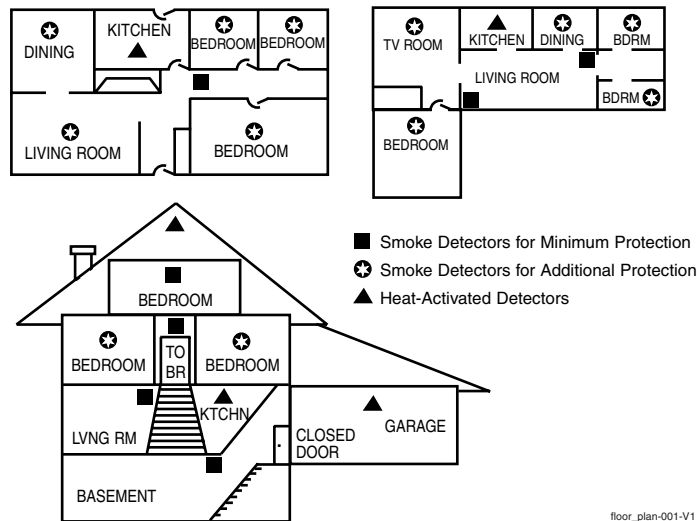 KITCHEN
DINING
BEDROOM
BEDROOM
LIVING ROOM
BEDROOM
TV ROOM
KITCHEN
DINING
BDRM
LIVING ROOM
BDRM
BEDROOM
Smoke Detectors for Minimum Protection
Smoke Detectors for Additional Protection
Heat-Activated Detectors
BEDROOM
BEDROOM
TO
BR
BEDROOM
LVNG RM
KTCHN
CLOSED
DOOR
GARAGE
BASEMENT
floor_plan-001-V1